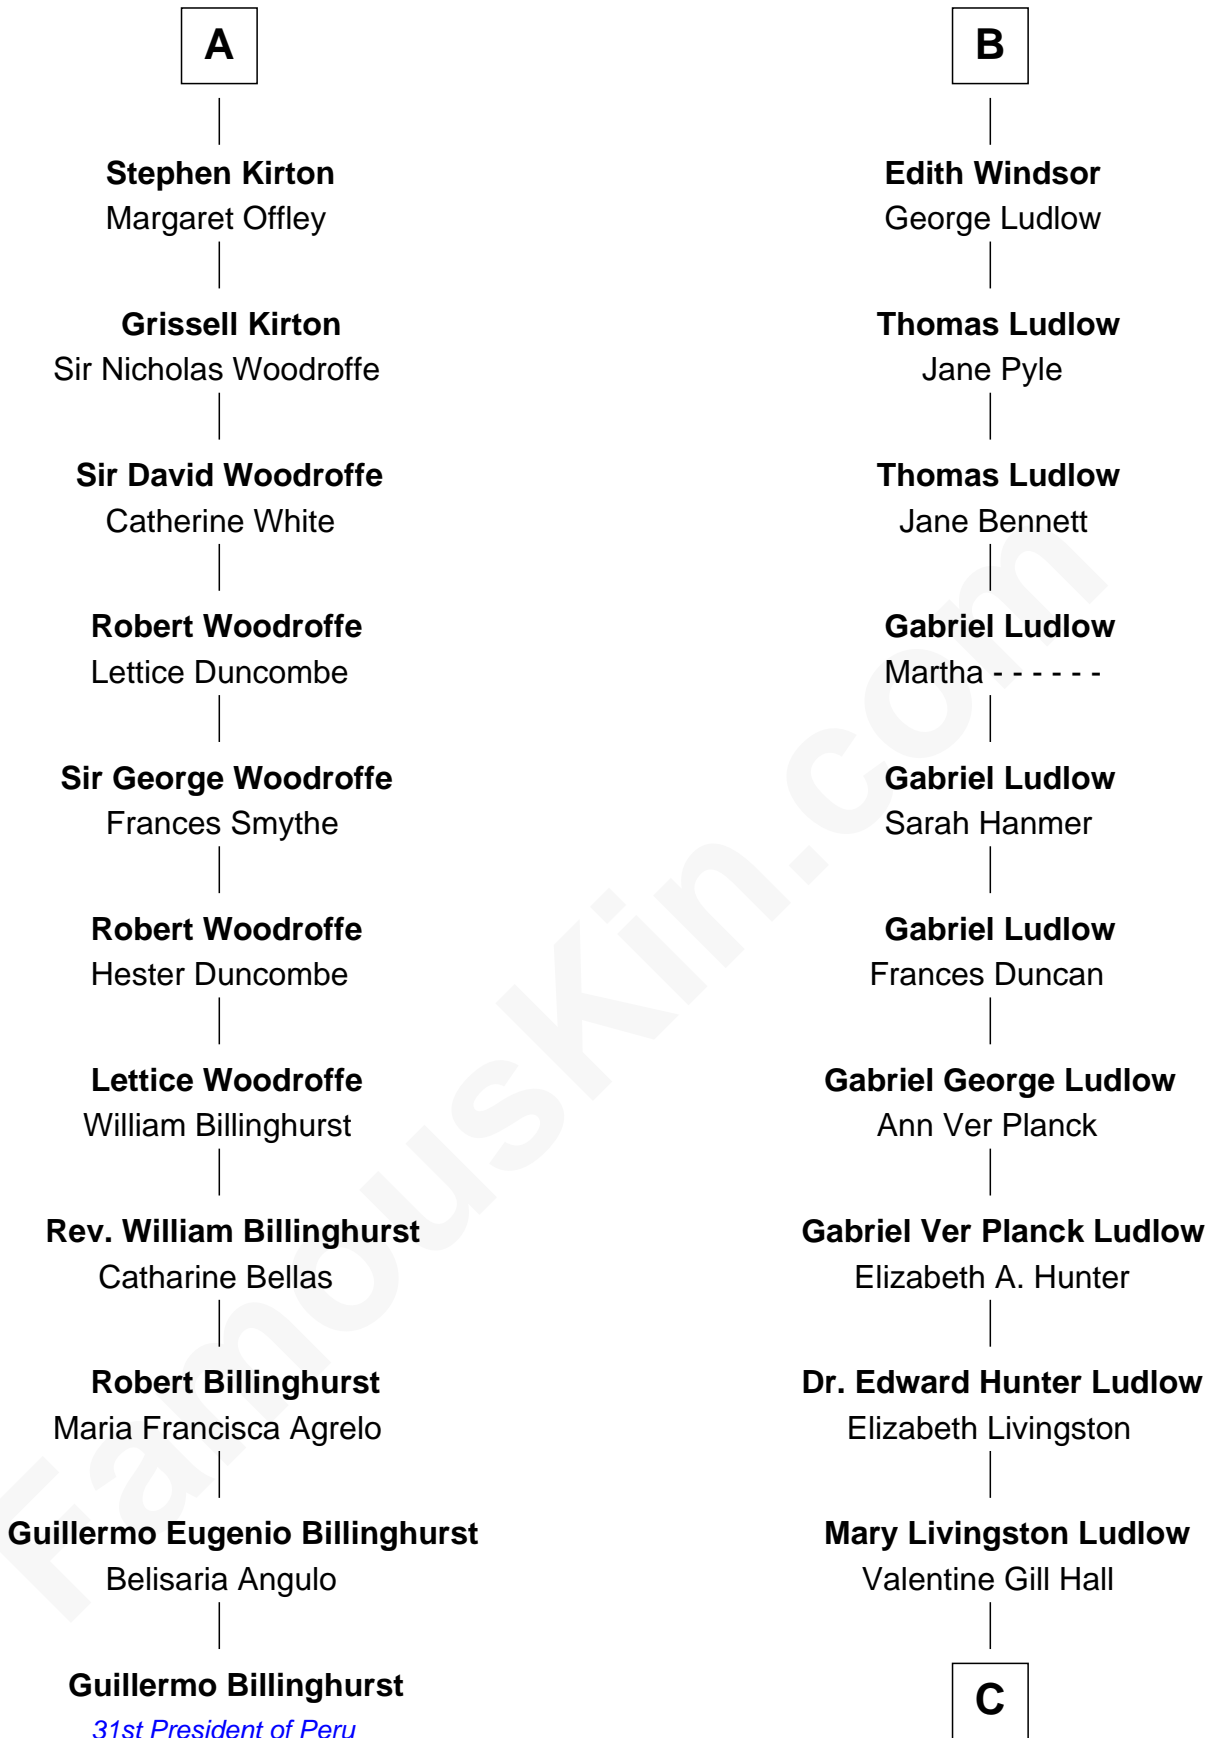 A
Stephen Kirton
Margaret Offley
Grissell Kirton
Sir Nicholas Woodroffe
Sir David Woodroffe
Catherine White
Robert Woodroffe
Lettice Duncombe
Sir George Woodroffe
Frances Smythe
Robert Woodroffe
Hester Duncombe
Lettice Woodroffe
William Billinghurst
Rev. William Billinghurst
Catharine Bellas
Robert Billinghurst
Maria Francisca Agrelo
Guillermo Eugenio Billinghurst
Belisaria Angulo
Guillermo Billinghurst
31st President of Peru
B
Edith Windsor
George Ludlow
Thomas Ludlow
Jane Pyle
Thomas Ludlow
Jane Bennett
Gabriel Ludlow
Martha - - - - - -
Gabriel Ludlow
Sarah Hanmer
Gabriel Ludlow
Frances Duncan
Gabriel George Ludlow
Ann Ver Planck
Gabriel Ver Planck Ludlow
Elizabeth A. Hunter
Dr. Edward Hunter Ludlow
Elizabeth Livingston
Mary Livingston Ludlow
Valentine Gill Hall
C
FamousKin.com